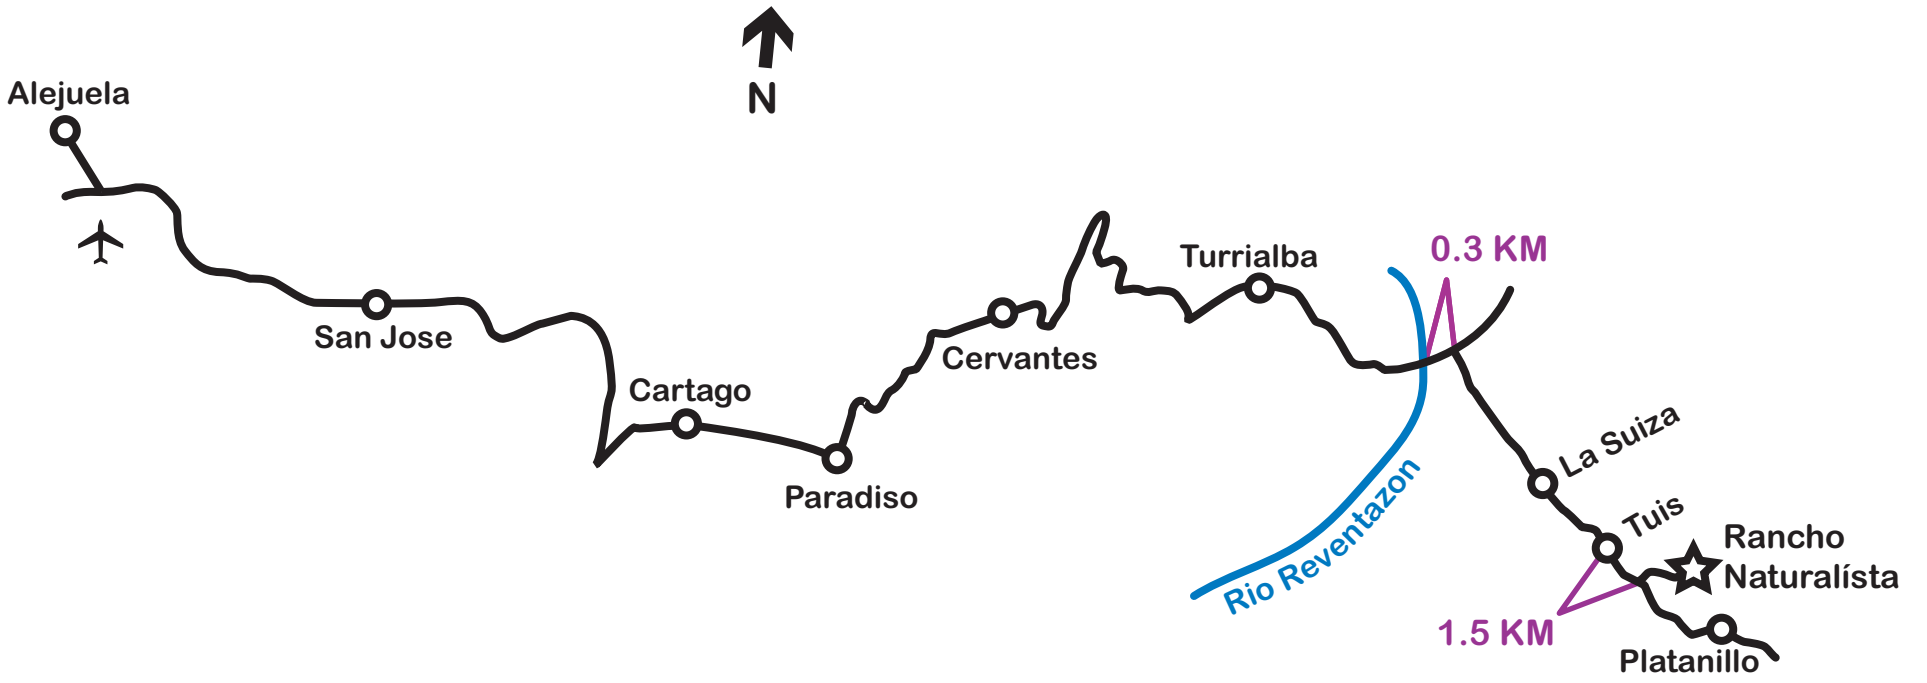 N
Alejuela
San Jose
Cartago
Paradiso
Cervantes
Turrialba
0.3 KM
Rio Reventazon
La Suiza
Tuis
Rancho
Naturalísta
1.5 KM
Platanillo